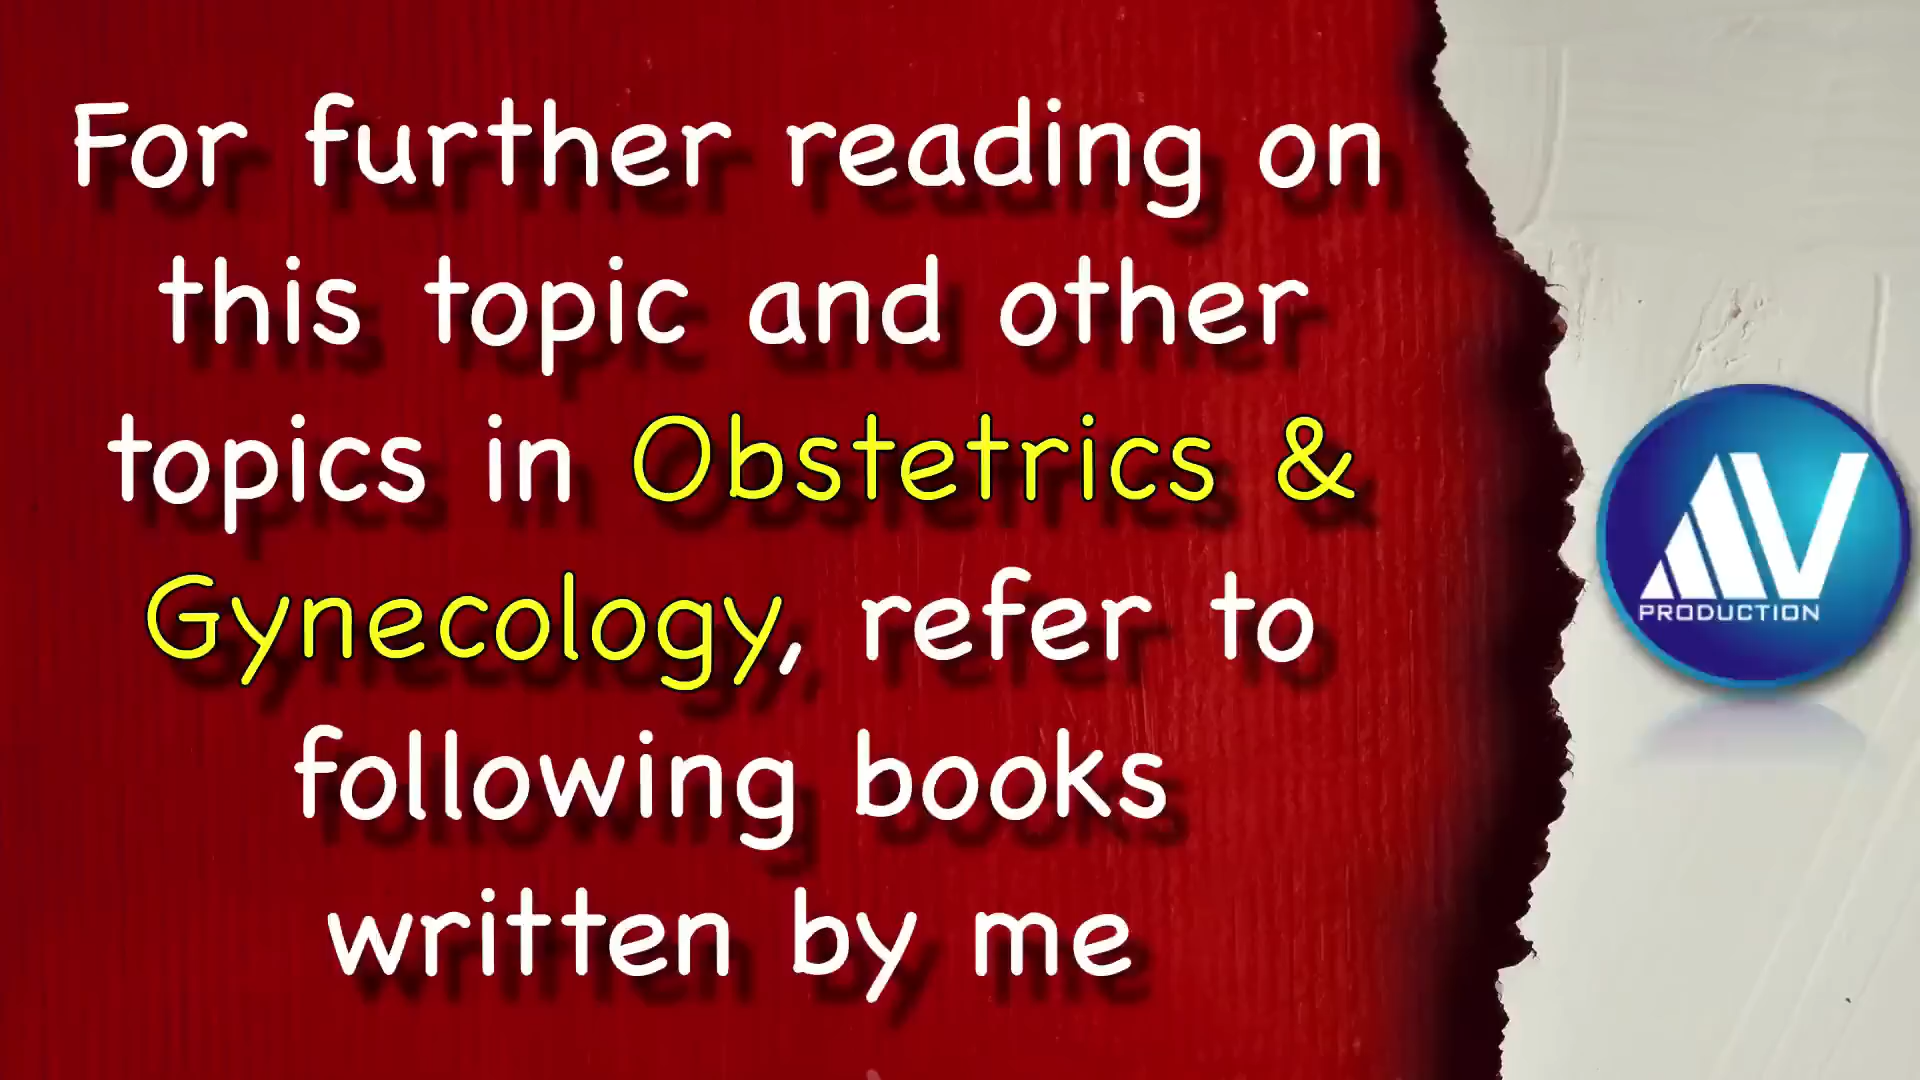 For further reading on
this topic and other
topics in Obstetrics &
Gynecology, refer to
following books
written by me
AV
PRODUCTION